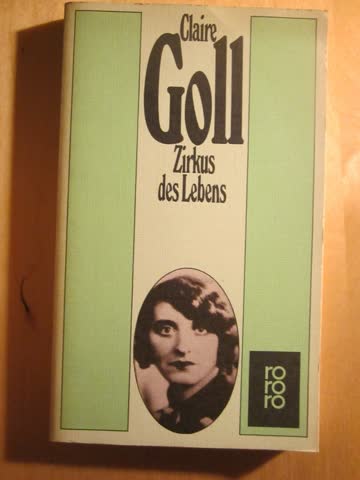 Claire
Goll
Zirkus
des Lebens
ro
ro
ro